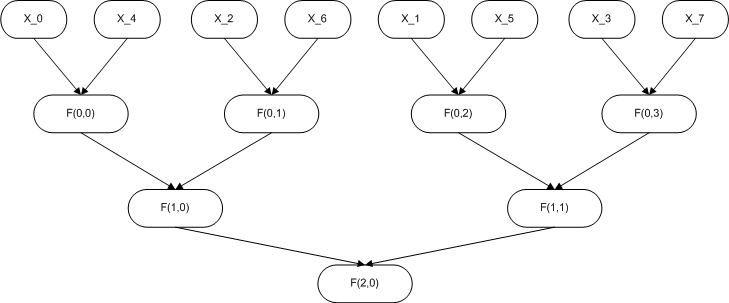 X_0 X_4 X_2 X_6 X_1 X_5 X_3 X_7
F(0,0) F(0,1) F(0,2) F(0,3)
F(1,0) F(1,1)
F(2,0)